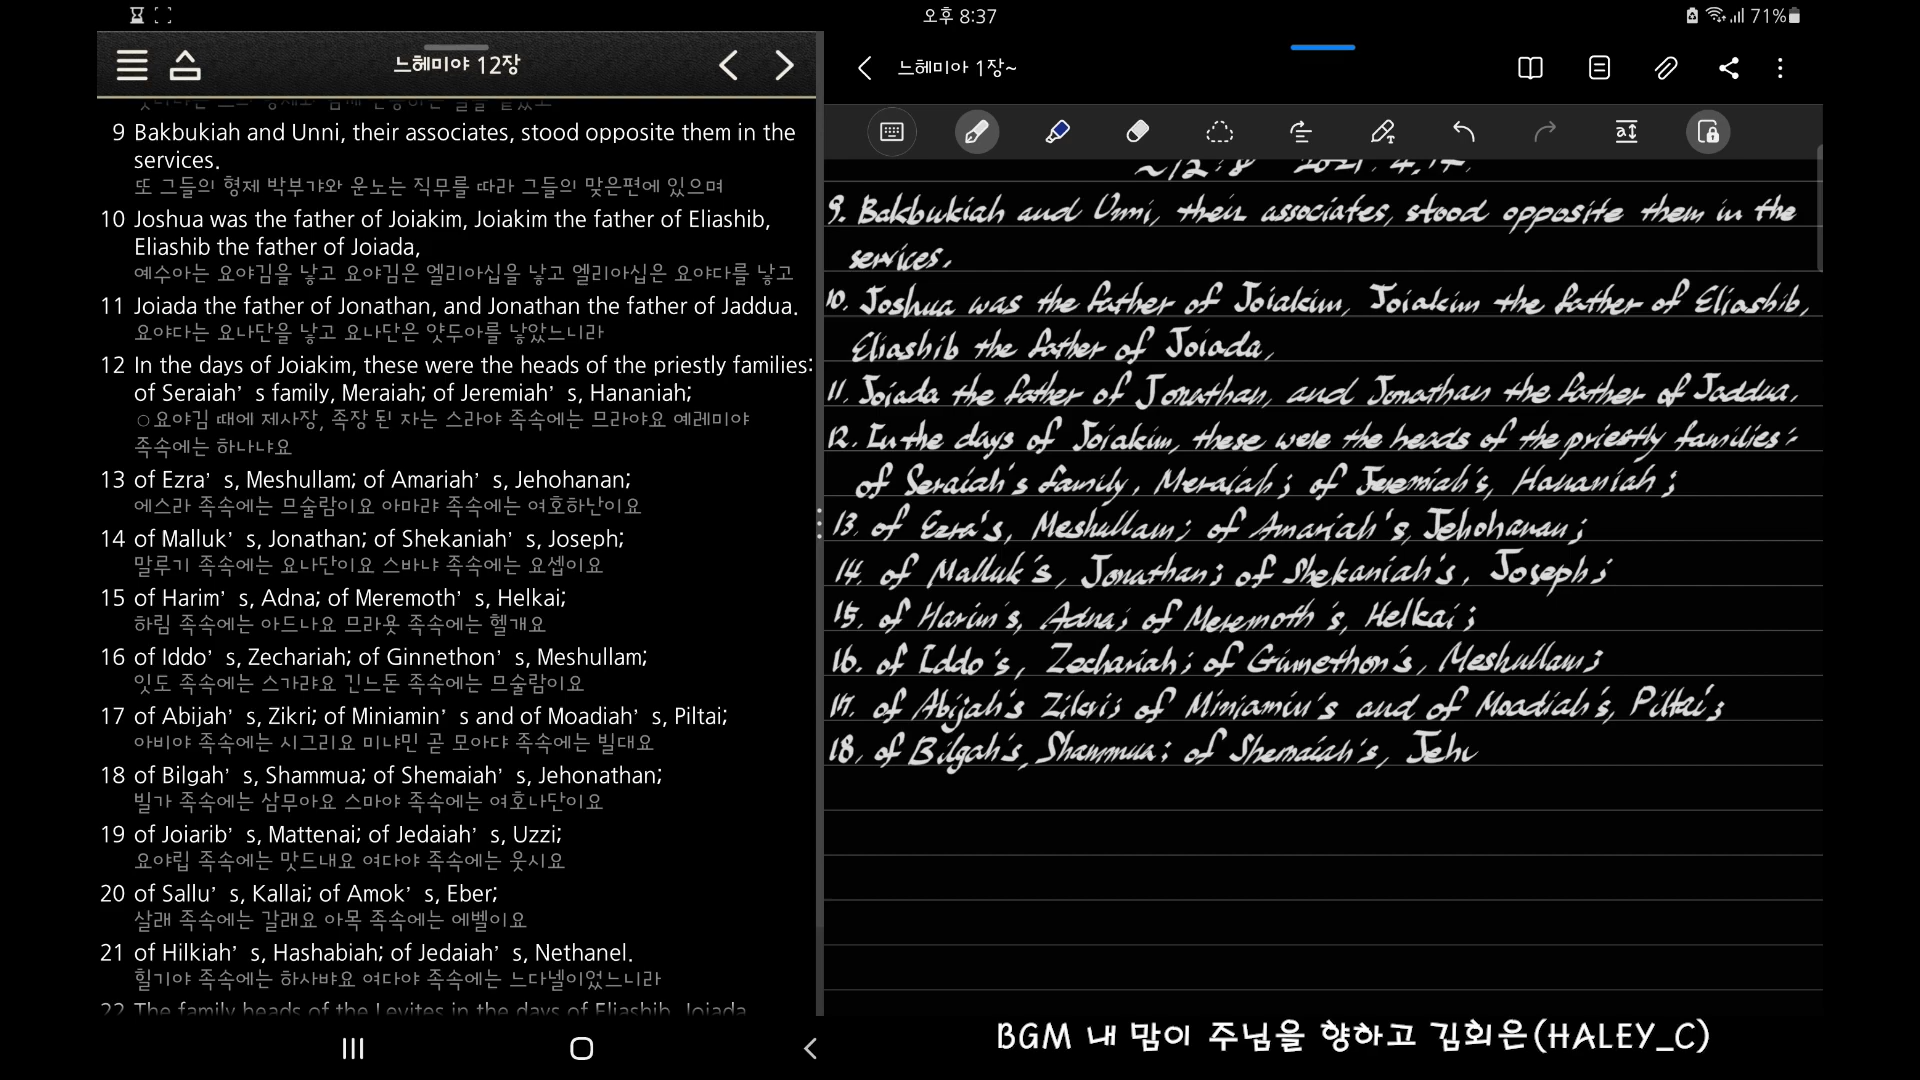 오후 8:37
71%
느헤미야 12장
9 Bakbukiah and Unni, their associates, stood opposite them in the
services.
또 그들의 형제 박부갸와 운노는 직무를 따라 그들의 맞은편에 있으며
10 Joshua was the father of Joiakim, Joiakim the father of Eliashib,
Eliashib the father of Joiada,
예수아는 요야김을 낳고 요야김은 엘리아십을 낳고 엘리아십은 요야다를 낳고
11 Joiada the father of Jonathan, and Jonathan the father of Jaddua.
요야다는 요나단을 낳고 요나단은 얏두아를 낳았느니라
12 In the days of Joiakim, these were the heads of the priestly families:
of Seraiah’s family, Meraiah; of Jeremiah’s, Hananiah;
○요야김 때에 제사장, 족장 된 자는 스라야 족속에는 므라야요 예레미야
족속에는 하나냐요
13 of Ezra’s, Meshullam; of Amariah’s, Jehohanan;
에스라 족속에는 므술람이요 아마랴 족속에는 여호하난이요
14 of Malluk’s, Jonathan; of Shekaniah’s, Joseph;
말루기 족속에는 요나단이요 스바냐 족속에는 요셉이요
15 of Harim’s, Adna; of Meremoth’s, Helkai;
하림 족속에는 아드나요 므라욧 족속에는 헬개요
16 of Iddo’s, Zechariah; of Ginnethon’s, Meshullam;
잇도 족속에는 스가랴요 긴느돈 족속에는 므술람이요
17 of Abijah’s, Zikri; of Miniamin’s and of Moadiah’s, Piltai;
아비야 족속에는 시그리요 미냐민 곧 모아댜 족속에는 빌대요
18 of Bilgah’s, Shammua; of Shemaiah’s, Jehonathan;
빌가 족속에는 삼무아요 스마야 족속에는 여호나단이요
19 of Joiarib’s, Mattenai; of Jedaiah’s, Uzzi;
요야립 족속에는 맛드내요 여다야 족속에는 웃시요
20 of Sallu’s, Kallai; of Amok’s, Eber;
살래 족속에는 갈래요 아목 족속에는 에벨이요
21 of Hilkiah’s, Hashabiah; of Jedaiah’s, Nethanel.
힐기야 족속에는 하사뱌요 여다야 족속에는 느다넬이었느니라
22 The family heads of the Levites in the days of Eliashib, Joiada,
느헤미아 1장~
~12:8 2021. 4. 14.
9. Bakbukiah and Unni, their associates, stood opposite them in the
services.
10. Joshua was the father of Joiakim, Joiakim the father of Eliashib,
Eliashib the father of Joiada,
11. Joiada the father of Jonathan, and Jonathan the father of Jaddua.
12. In the days of Joiakim, these were the heads of the priestly families:
of Seraiah's family, Meraiah; of Jeremiah's, Hananiah;
13. of Ezra's, Meshullam; of Amariah's, Jehohanan;
14. of Malluk's, Jonathan; of Shekaniah's, Joseph;
15. of Harim's, Adna; of Meremoth's, Helkai;
16. of Iddo's, Zechariah; of Ginnethon's, Meshullam;
17. of Abijah's Zikri; of Miniamin's and of Moadiah's, Piltai;
18. of Bilgah's, Shammua; of Shemaiah's, Jeho
BGM 내 맘이 주님을 향하고 김회은(HALEY_C)